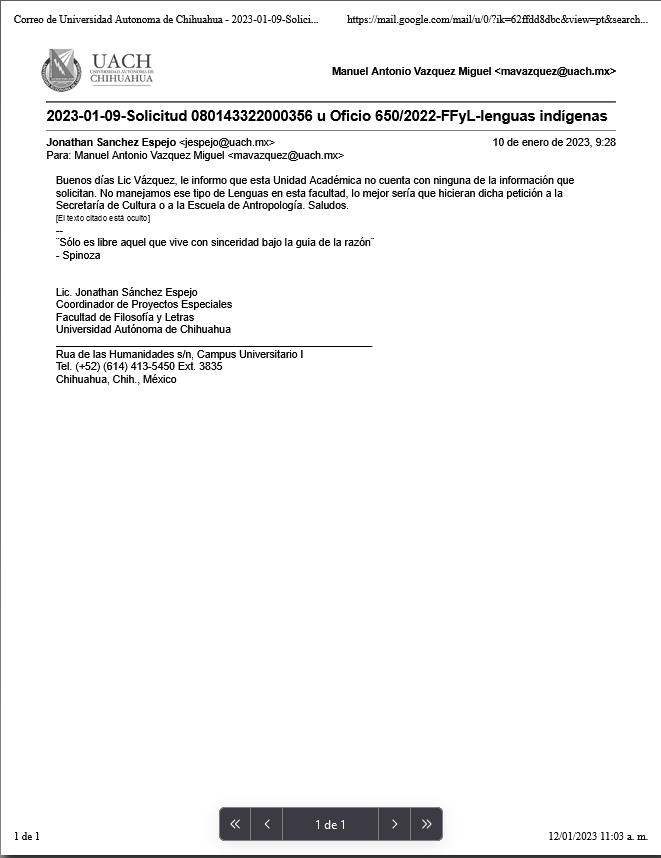 Correo de Universidad Autonoma de Chihuahua - 2023-01-09-Solici...
https://mail.google.com/mail/u/0/?ik=62ffdd8dbc&view=pt&search...
UACH
UNIVERSIDAD AUTÓNOMA DE
CHIHUAHUA
Manuel Antonio Vazquez Miguel <mavazquez@uach.mx>
2023-01-09-Solicitud 080143322000356 u Oficio 650/2022-FFyL-lenguas indígenas
Jonathan Sanchez Espejo <jespejo@uach.mx>
10 de enero de 2023, 9:28
Para: Manuel Antonio Vazquez Miguel <mavazquez@uach.mx>
Buenos días Lic Vázquez, le informo que esta Unidad Académica no cuenta con ninguna de la información que
solicitan. No manejamos ese tipo de Lenguas en esta facultad, lo mejor sería que hicieran dicha petición a la
Secretaría de Cultura o a la Escuela de Antropología. Saludos.
[El texto citado está oculto]
--
¨Sólo es libre aquel que vive con sinceridad bajo la guia de la razón¨
- Spinoza
Lic. Jonathan Sánchez Espejo
Coordinador de Proyectos Especiales
Facultad de Filosofía y Letras
Universidad Autónoma de Chihuahua
Rua de las Humanidades s/n, Campus Universitario I
Tel. (+52) (614) 413-5450 Ext. 3835
Chihuahua, Chih., México
1 de 1
1 de 1
12/01/2023 11:03 a. m.